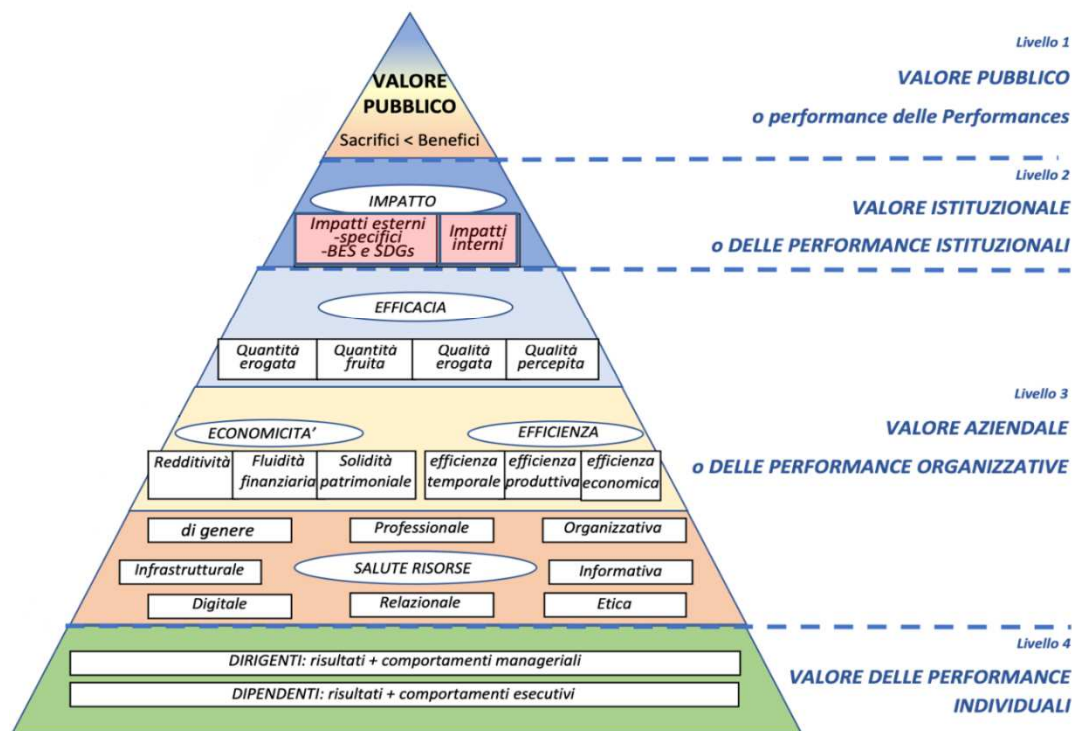 Livello 1
VALORE
PUBBLICO
Sacrifici < Benefici
VALORE PUBBLICO
o performance delle Performances
Livello 2
IMPATTO
Impatti esterni
-specifici
-BES e SDGs
Impatti
interni
VALORE ISTITUZIONALE
o DELLE PERFORMANCE ISTITUZIONALI
EFFICACIA
Quantità
erogata
Quantità
fruita
Qualità
erogata
Qualità
percepita
Livello 3
ECONOMICITA’
EFFICIENZA
VALORE AZIENDALE
o DELLE PERFORMANCE ORGANIZZATIVE
Redditività
Fluidità
finanziaria
Solidità
patrimoniale
efficienza
temporale
efficienza
produttiva
efficienza
economica
di genere
Professionale
Organizzativa
Infrastrutturale
SALUTE RISORSE
Informativa
Digitale
Relazionale
Etica
Livello 4
DIRIGENTI: risultati + comportamenti manageriali
DIPENDENTI: risultati + comportamenti esecutivi
VALORE DELLE PERFORMANCE
INDIVIDUALI